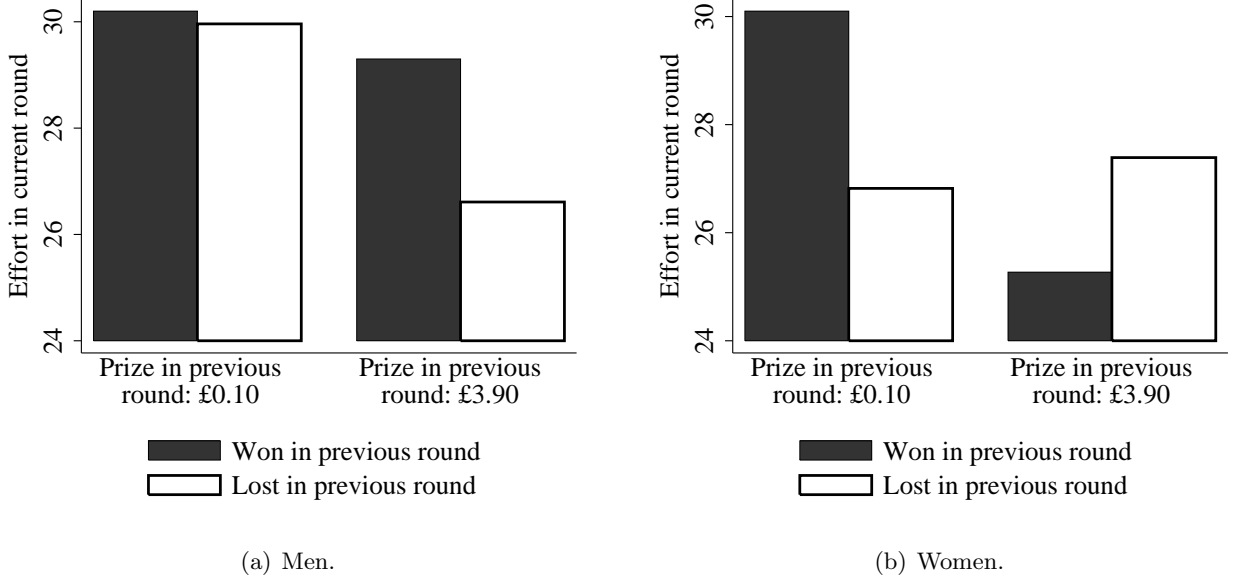 Effort in current round
30
28
26
24
Prize in previous
round: £0.10
Prize in previous
round: £3.90
Won in previous round
Lost in previous round
(a) Men.
Effort in current round
30
28
26
24
Prize in previous
round: £0.10
Prize in previous
round: £3.90
Won in previous round
Lost in previous round
(b) Women.